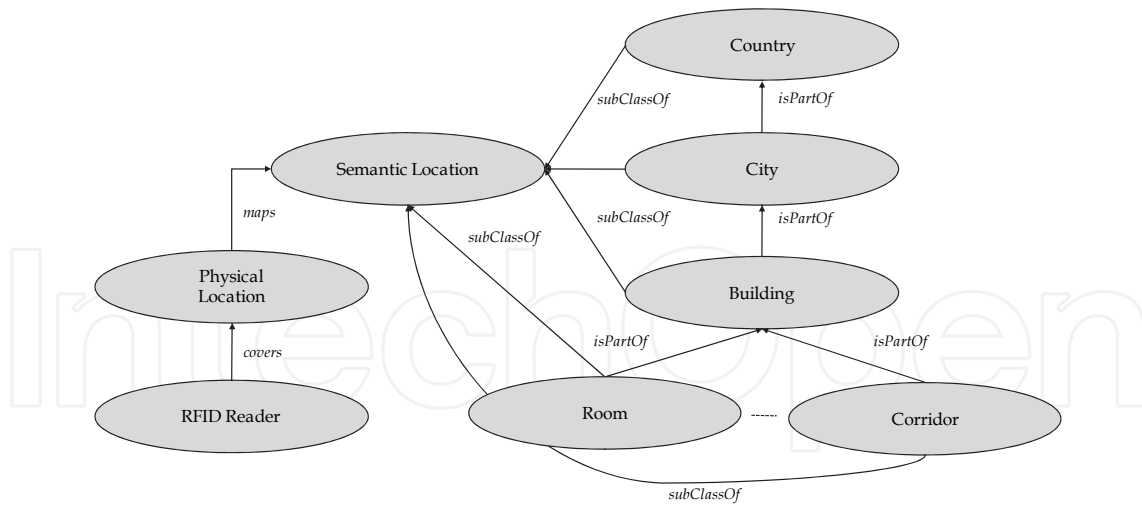 Country
subClassOf
isPartOf
Semantic Location
City
maps
subClassOf
subClassOf
isPartOf
Physical
Location
Building
covers
isPartOf
isPartOf
RFID Reader
Room
Corridor
subClassOf
IntechOpen